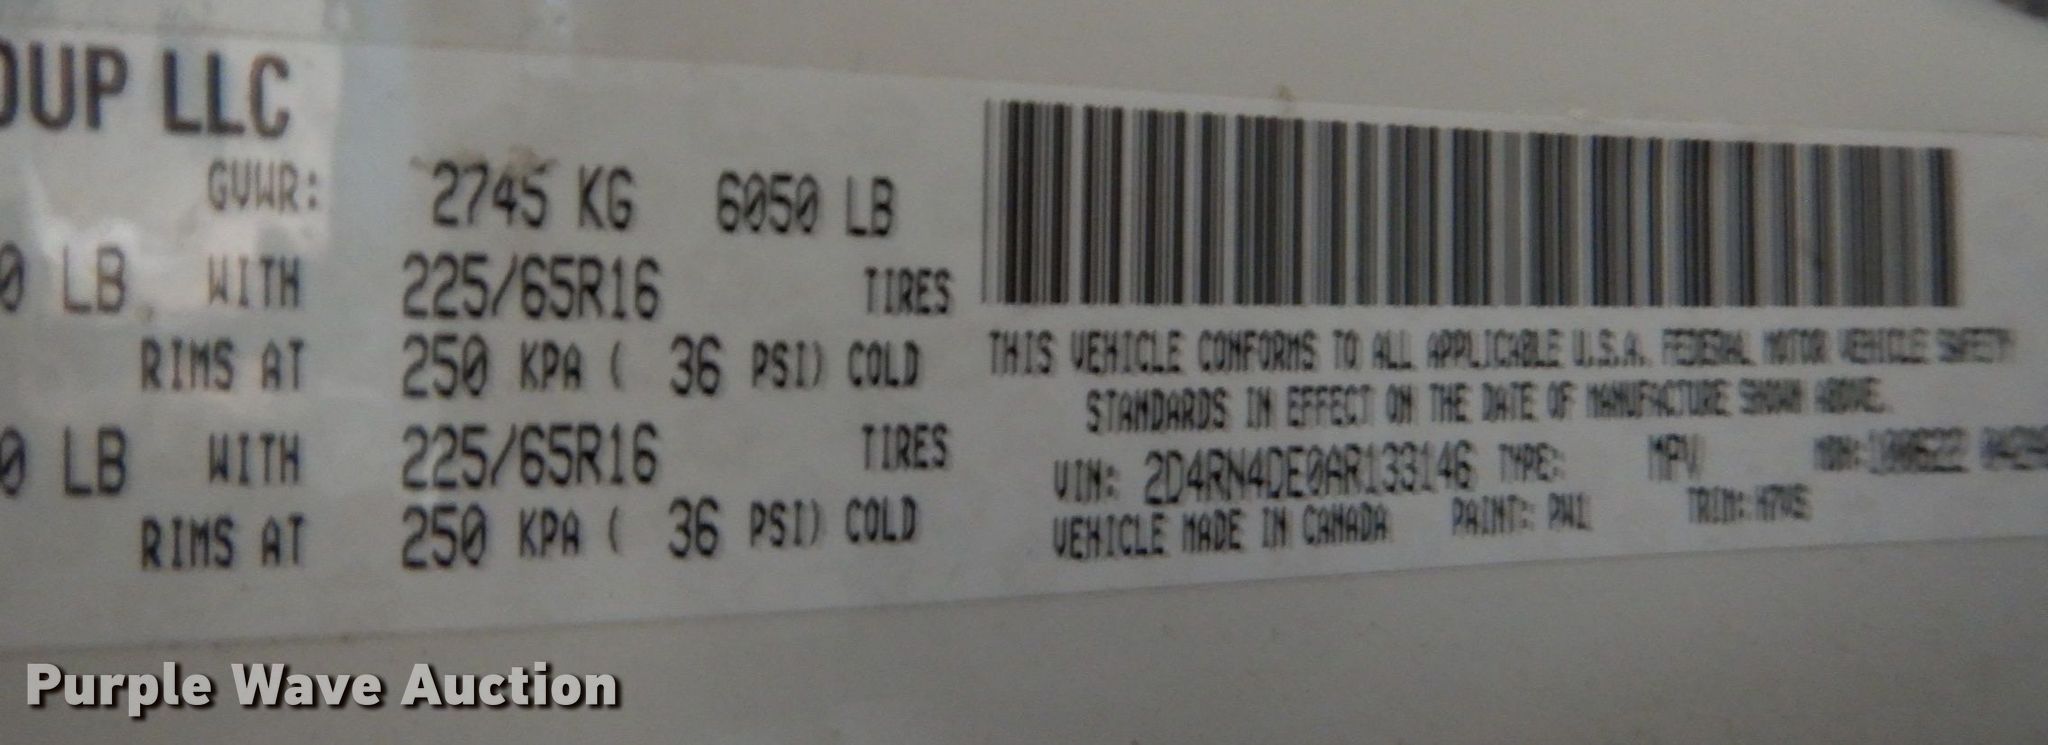 OUP LLC
GVWR: 2745 KG 6050 LB
0 LB WITH 225/65R16 TIRES
RIMS AT 250 KPA ( 36 PSI) COLD
0 LB WITH 225/65R16 TIRES
RIMS AT 250 KPA ( 36 PSI) COLD
THIS VEHICLE CONFORMS TO ALL APPLICABLE U.S.A. FEDERAL MOTOR VEHICLE SAFETY
STANDARDS IN EFFECT ON THE DATE OF MANUFACTURE SHOWN ABOVE.
VIN: 2D4RN4DE0AR133146 TYPE: MPV
VEHICLE MADE IN CANADA PAINT: PW1 TRIM:
Purple Wave Auction